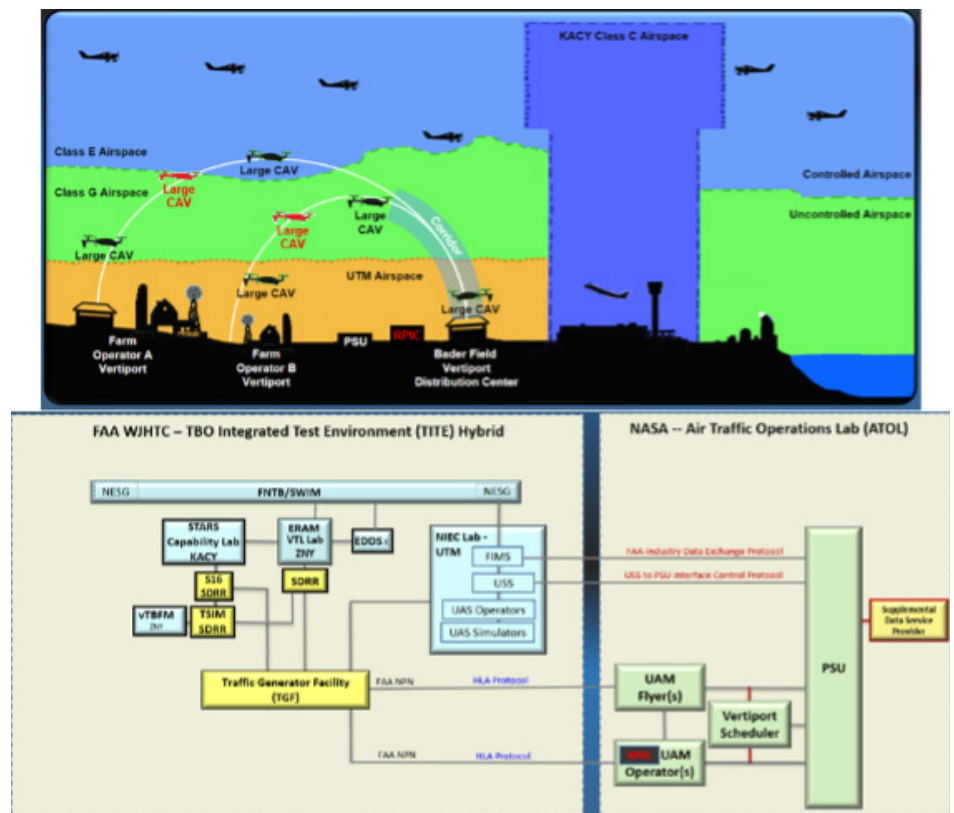 KACY Class C Airspace
Class E Airspace
Large CAV
Controlled Airspace
Class G Airspace
Large
CAV
Large
CAV
Large
CAV
Uncontrolled Airspace
Corridor
Large CAV
UTM Airspace
Large CAV
Large CAV
PSU
RPIC
Farm
Operator A
Vertiport
Farm
Operator B
Vertiport
Bader Field
Vertiport
Distribution Center
FAA WJHTC – TBO Integrated Test Environment (TITE) Hybrid
NASA -- Air Traffic Operations Lab (ATOL)
NESG
FNTB/SWIM
NESG
STARS
Capability Lab
KACY
ERAM
VTL Lab
ZNY
EDDS
NIEC Lab -
UTM
FIMS
USS
UAS Operators
UAS Simulators
S16
SDRR
SDRR
vTBFM
ZNY
TSIM
SDRR
Traffic Generator Facility
(TGF)
FAA-Industry Data Exchange Protocol
USS to PSU Interface Control Protocol
Supplemental
Data Service
Provider
PSU
FAA NPN
HLA Protocol
UAM
Flyer(s)
Vertiport
Scheduler
FAA NPN
HLA Protocol
RPIC UAM
Operator(s)